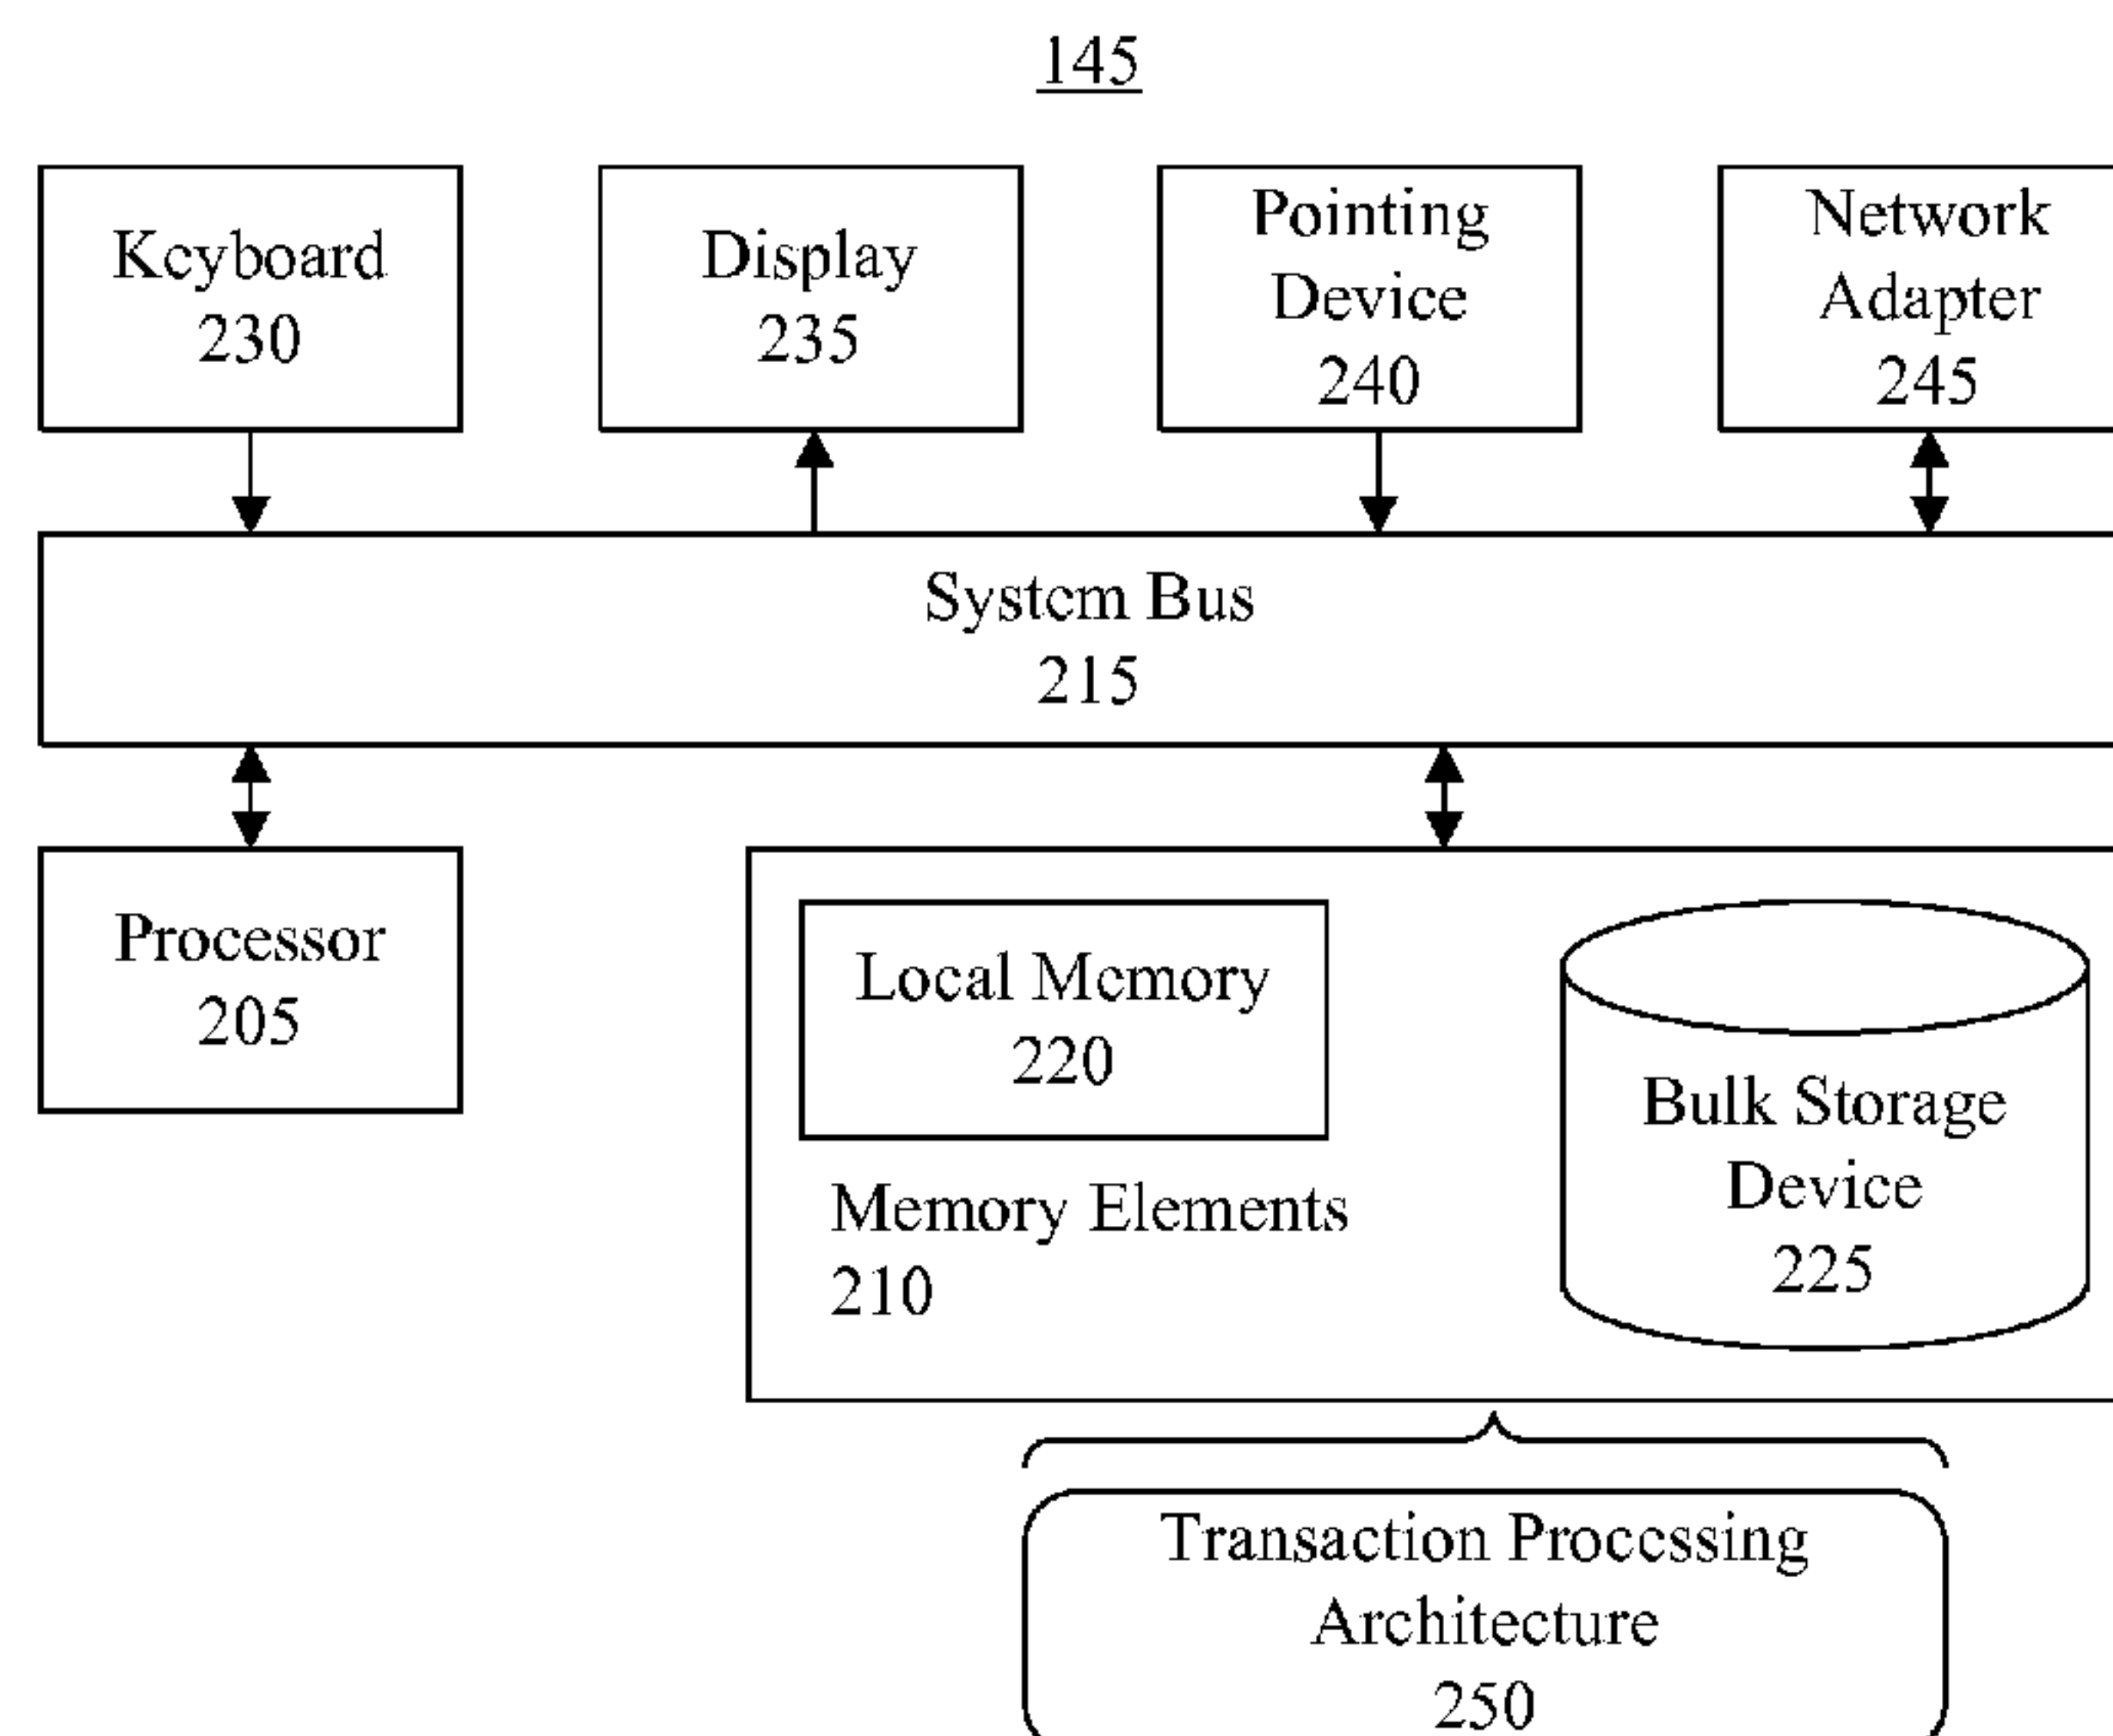 145
Keyboard
230
Display
235
Pointing
Device
240
Network
Adapter
245
System Bus
215
Processor
205
Local Memory
220
Memory Elements
210
Bulk Storage
Device
225
Transaction Processing
Architecture
250